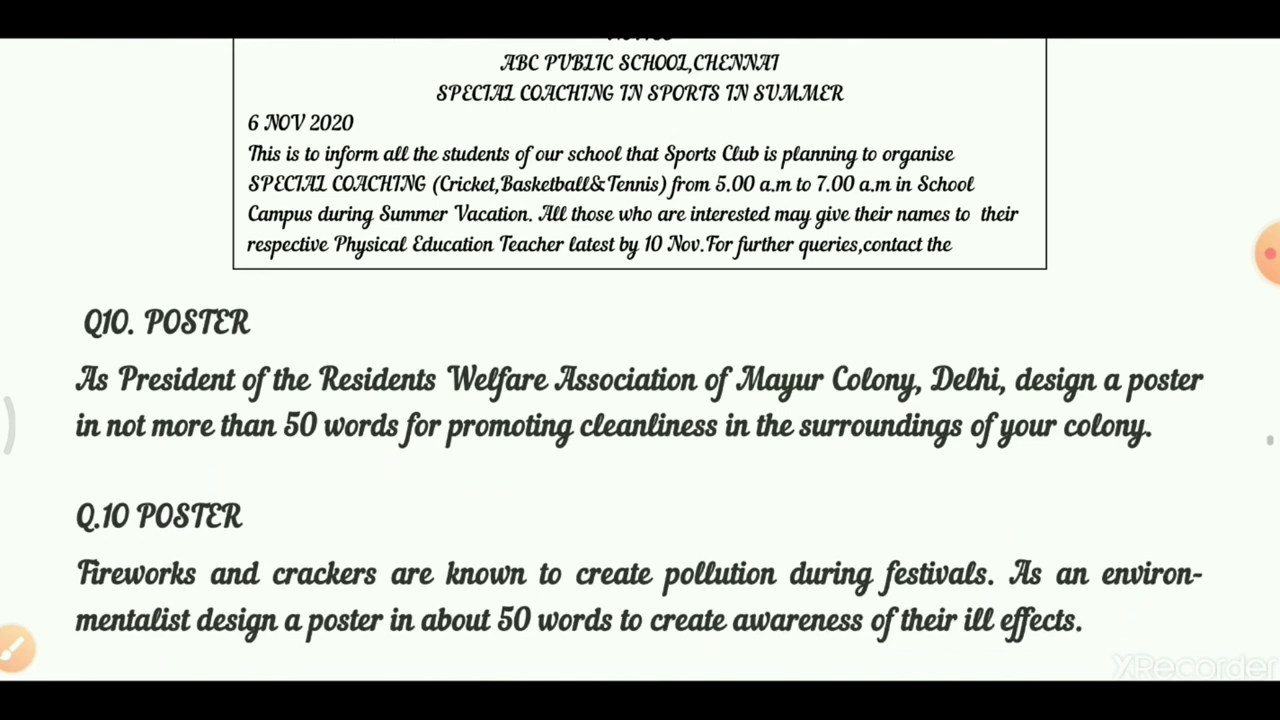 ABC PUBLIC SCHOOL,CHENNAI
SPECIAL COACHING IN SPORTS IN SUMMER
6 NOV 2020
This is to inform all the students of our school that Sports Club is planning to organise
SPECIAL COACHING (Cricket,Basketball&Tennis) from 5.00 a.m to 7.00 a.m in School
Campus during Summer Vacation. All those who are interested may give their names to their
respective Physical Education Teacher latest by 10 Nov.For further queries,contact the
Q10. POSTER
As President of the Residents Welfare Association of Mayur Colony, Delhi, design a poster
in not more than 50 words for promoting cleanliness in the surroundings of your colony.
Q.10 POSTER
Fireworks and crackers are known to create pollution during festivals. As an environ-
mentalist design a poster in about 50 words to create awareness of their ill effects.
XRecorder